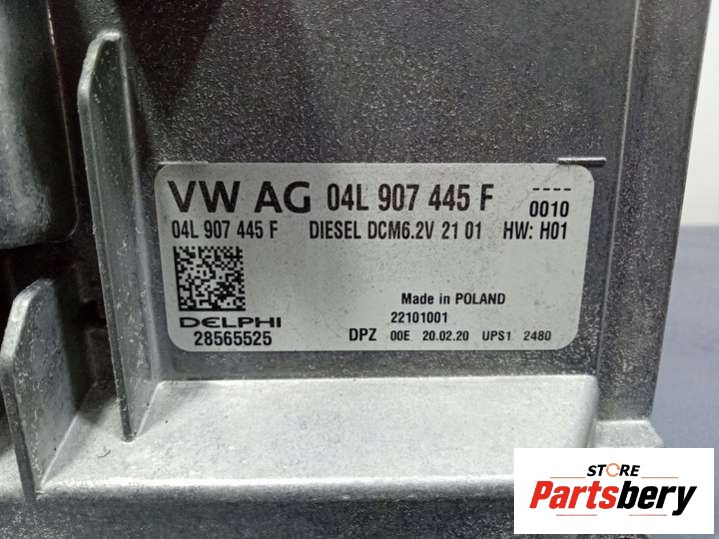 VW AG 04L 907 445 F ----
0010
04L 907 445 F DIESEL DCM6.2V 21 01 HW: H01
Made in POLAND
22101001
DELPHI
28565525 DPZ 00E 20.02.20 UPS1 2480
STORE
Partsbery